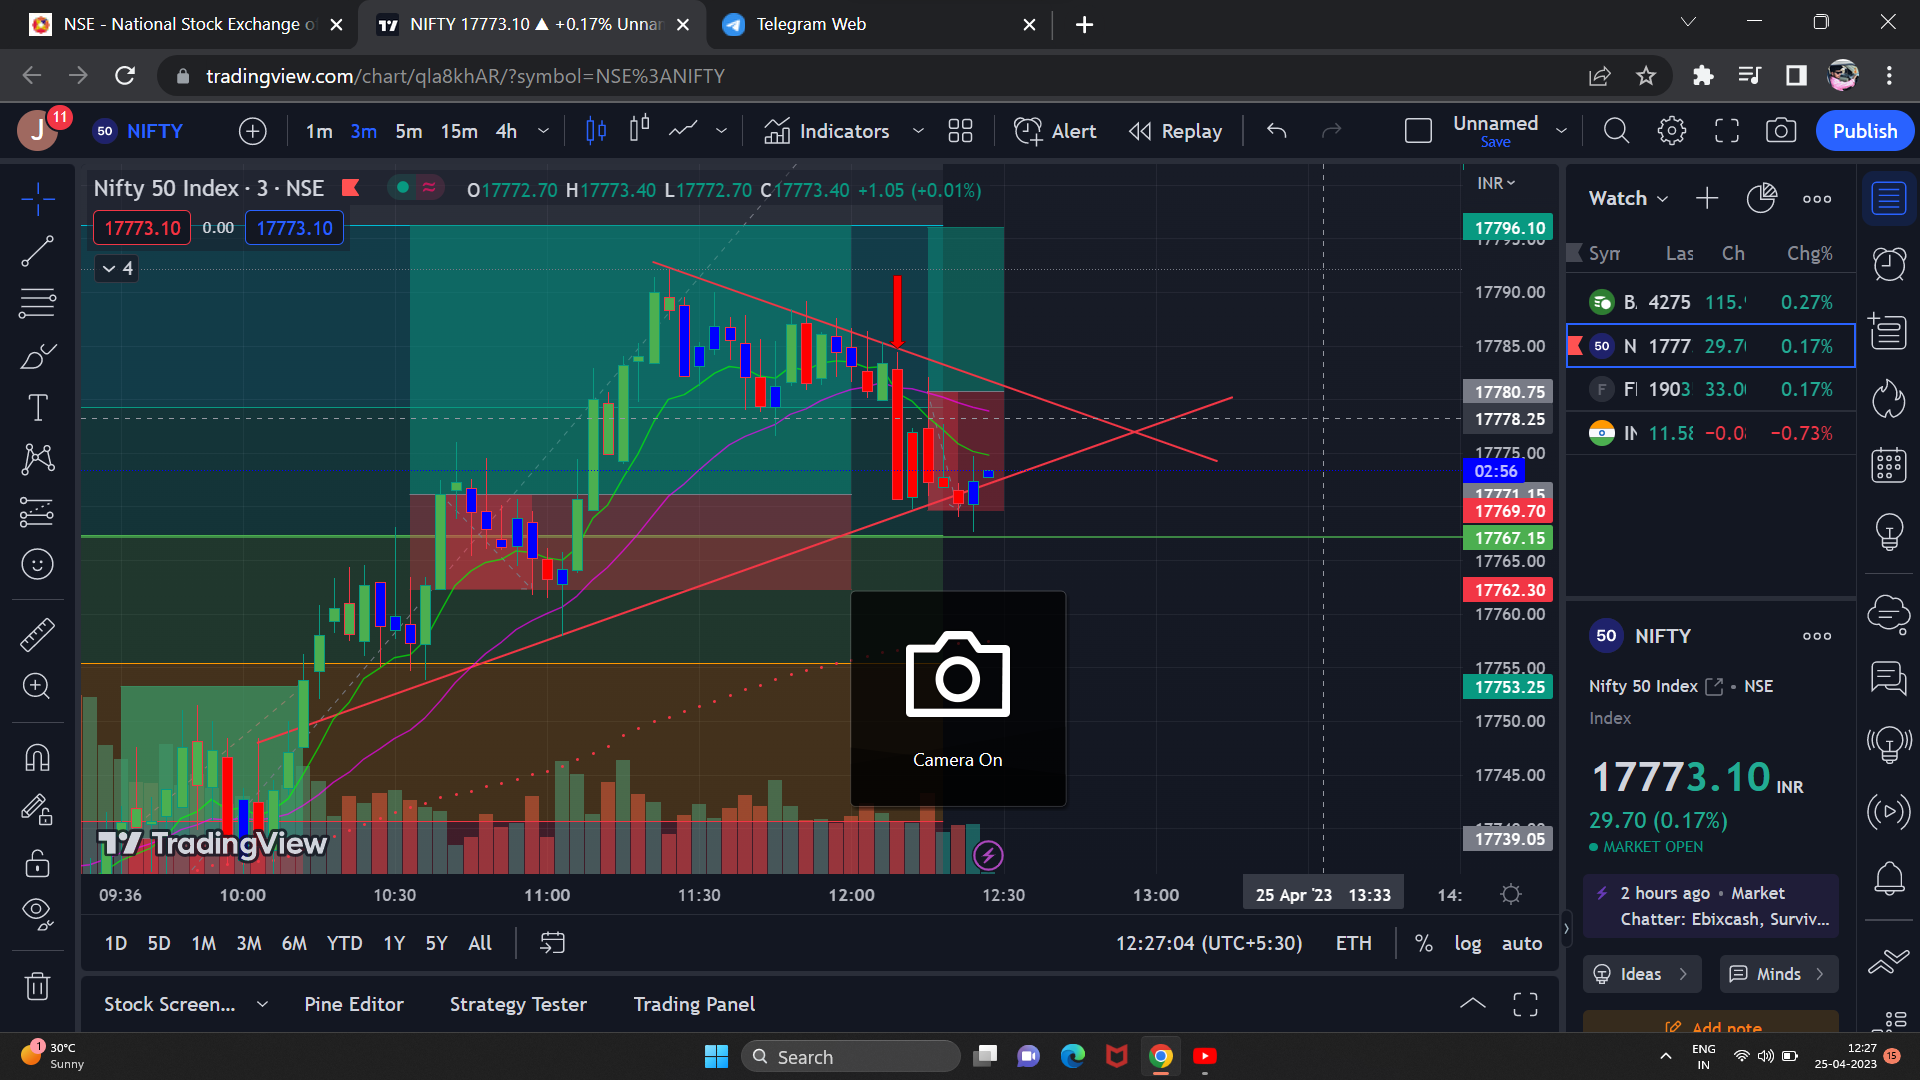 NSE - National Stock Exchange o
NIFTY 17773.10 ▲ +0.17% Unnar
Telegram Web
tradingview.com/chart/qla8khAR/?symbol=NSE%3ANIFTY
J 11
50 NIFTY
1m 3m 5m 15m 4h
Indicators
Alert
Replay
Unnamed
Save
Publish
Nifty 50 Index · 3 · NSE
O17772.70 H17773.40 L17772.70 C17773.40 +1.05 (+0.01%)
17773.10 0.00 17773.10
4
INR
17796.10
17790.00
17785.00
17780.75
17778.25
17775.00
02:56
17771.15
17769.70
17767.15
17765.00
17762.30
17760.00
17755.00
17753.25
17750.00
17745.00
17739.05
Camera On
TradingView
09:36 10:00 10:30 11:00 11:30 12:00 12:30 13:00 25 Apr '23 13:33 14:
1D 5D 1M 3M 6M YTD 1Y 5Y All
12:27:04 (UTC+5:30) ETH % log auto
Stock Screen... Pine Editor Strategy Tester Trading Panel
Watch
Sym Las Ch Chg%
B. 4275 115. 0.27%
50 N 1777 29.70 0.17%
F 1903 33.00 0.17%
11.58 −0.0 −0.73%
50 NIFTY
Nifty 50 Index • NSE
Index
17773.10 INR
29.70 (0.17%)
MARKET OPEN
2 hours ago • Market
Chatter: Ebixcash, Surviv...
Ideas
Minds
Add note
1 30°C
Sunny
Search
ENG
IN
12:27
25-04-2023
15